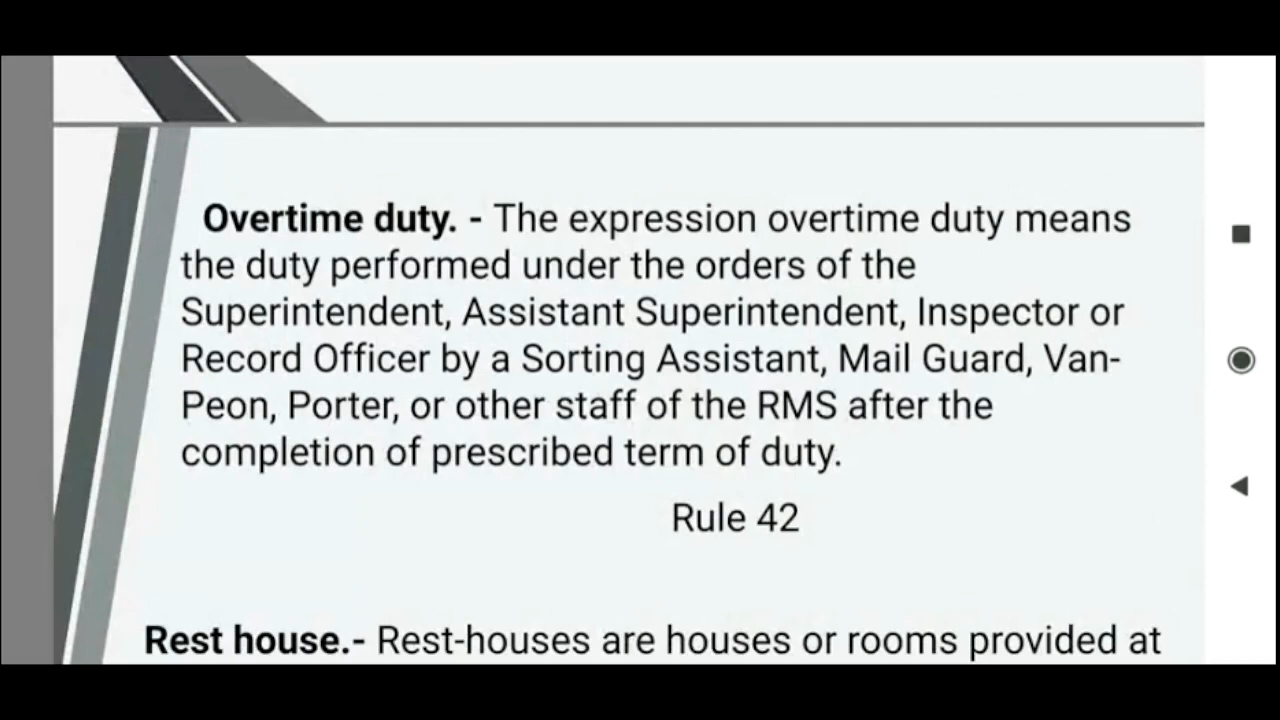 Overtime duty. - The expression overtime duty means
the duty performed under the orders of the
Superintendent, Assistant Superintendent, Inspector or
Record Officer by a Sorting Assistant, Mail Guard, Van-
Peon, Porter, or other staff of the RMS after the
completion of prescribed term of duty.
Rule 42
Rest house.- Rest-houses are houses or rooms provided at